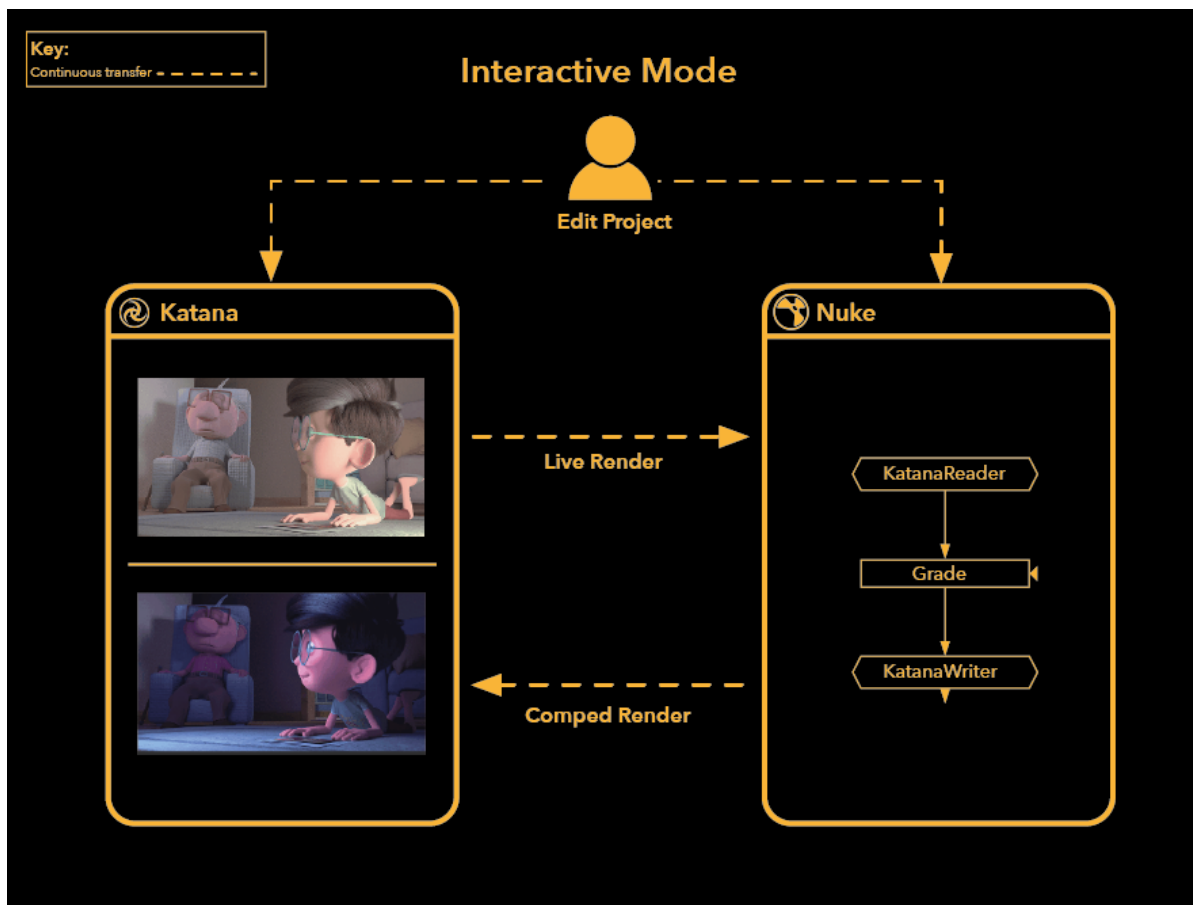 Key:
Continuous transfer
Interactive Mode
Edit Project
Katana
Nuke
Live Render
KatanaReader
Grade
KatanaWriter
Comped Render